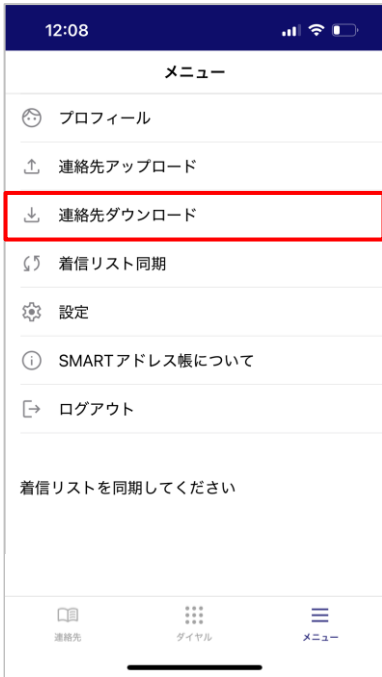 12:08
メニュー
プロフィール
連絡先アップロード
連絡先ダウンロード
着信リスト同期
設定
SMARTアドレス帳について
ログアウト
着信リストを同期してください
連絡先
ダイヤル
メニュー